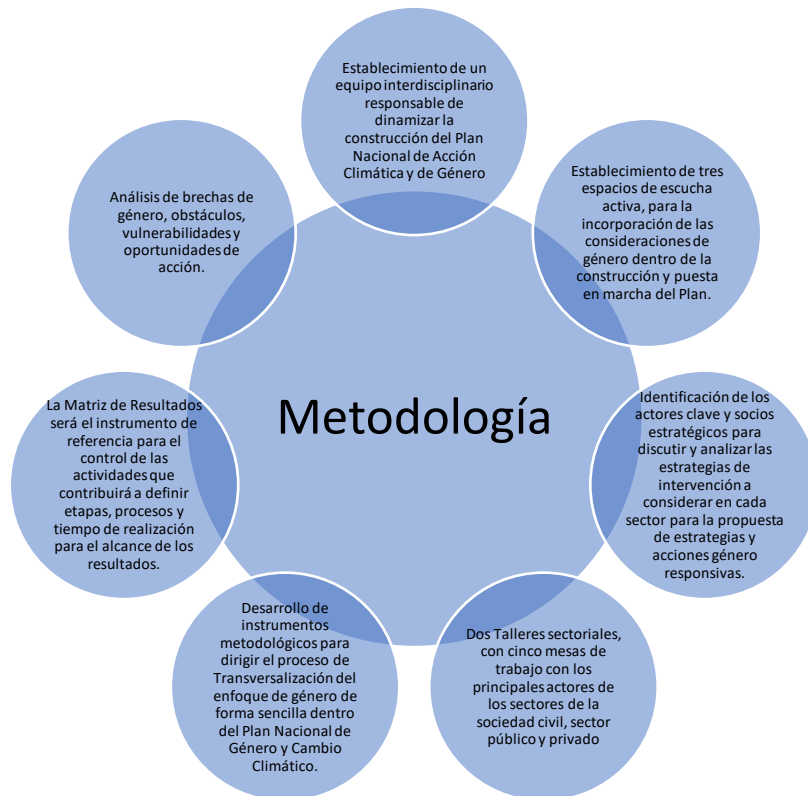 Establecimiento de un
equipo interdisciplinario
responsable de
dinamizar la
construcción del Plan
Nacional de Acción
Climática y de Género
Establecimiento de tres
espacios de escucha
activa, para la
incorporación de las
consideraciones de
género dentro de la
construcción y puesta
en marcha del Plan.
Identificación de los
actores clave y socios
estratégicos para
discutir y analizar las
estrategias de
intervención a
considerar en cada
sector para la propuesta
de estrategias y
acciones género
responsivas.
Dos Talleres sectoriales,
con cinco mesas de
trabajo con los
principales actores de
los sectores de la
sociedad civil, sector
público y privado
Desarrollo de
instrumentos
metodológicos para
dirigir el proceso de
Transversalización del
enfoque de género de
forma sencilla dentro
del Plan Nacional de
Género y Cambio
Climático.
La Matriz de Resultados
será el instrumento de
referencia para el
control de las
actividades que
contribuirá a definir
etapas, procesos y
tiempo de realización
para el alcance de los
resultados.
Análisis de brechas de
género, obstáculos,
vulnerabilidades y
oportunidades de
acción.
Metodología